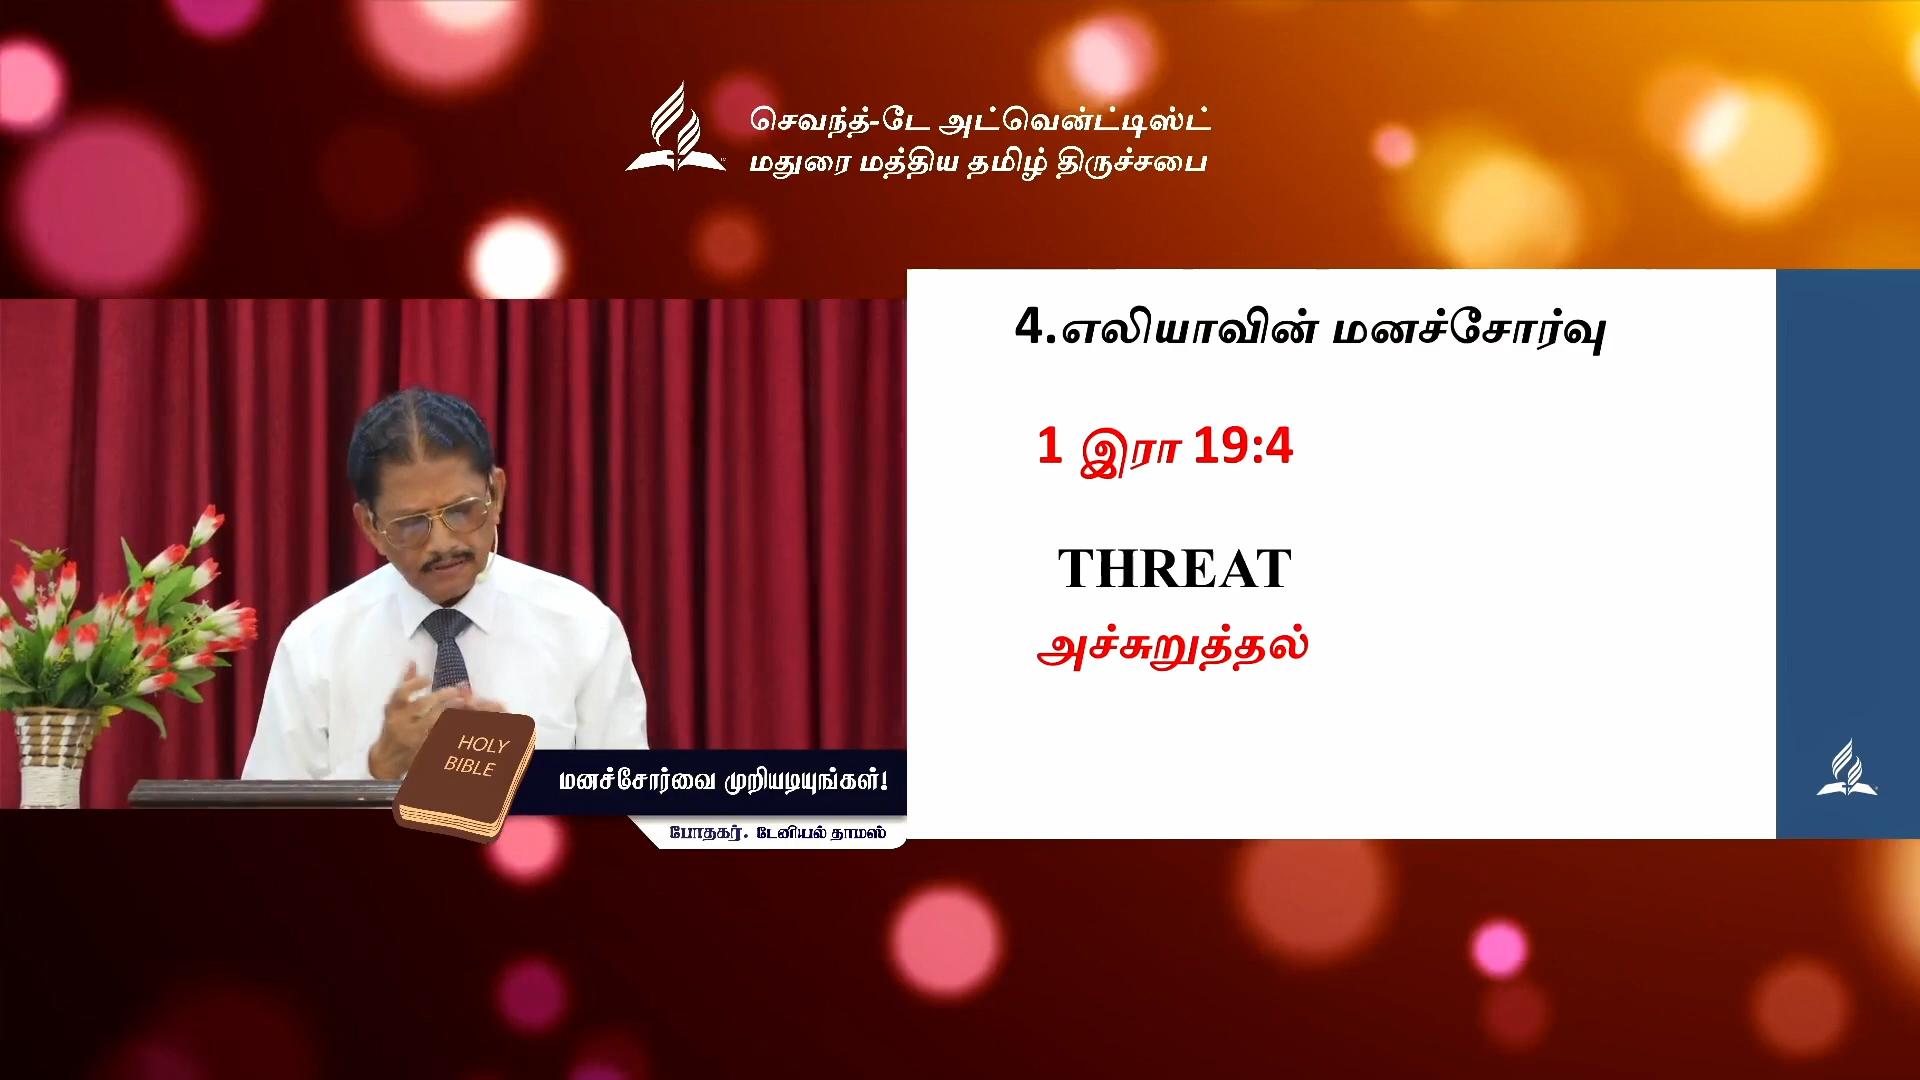 செவந்த்-டே அட்வென்ட்டிஸ்ட்
மதுரை மத்திய தமிழ் திருச்சபை
4.எலியாவின் மனச்சோர்வு
1 இரா 19:4
THREAT
அச்சுறுத்தல்
HOLY
BIBLE
மனச்சோர்வை முறியடியுங்கள்!
போதகர். டேனியல் தாமஸ்